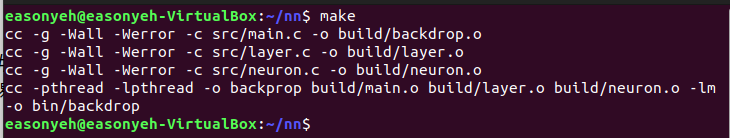 easonyeh@easonyeh-VirtualBox:~/nn$ make
cc -g -Wall -Werror -c src/main.c -o build/backdrop.o
cc -g -Wall -Werror -c src/layer.c -o build/layer.o
cc -g -Wall -Werror -c src/neuron.c -o build/neuron.o
cc -pthread -lpthread -o backprop build/main.o build/layer.o build/neuron.o -lm
-o bin/backdrop
easonyeh@easonyeh-VirtualBox:~/nn$